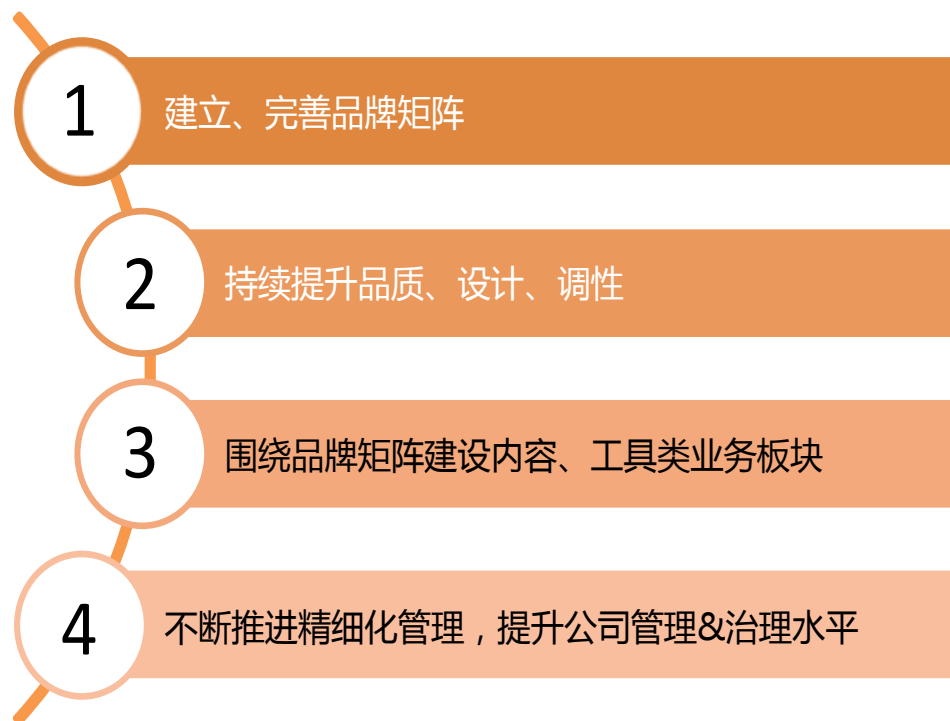 1
建立、完善品牌矩阵
2
持续提升品质、设计、调性
3
围绕品牌矩阵建设内容、工具类业务板块
4
不断推进精细化管理，提升公司管理&治理水平